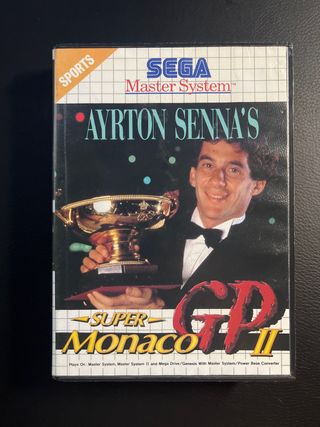 SPORTS
SEGA
Master System™
AYRTON SENNA'S
SUPER
Monaco GP II
Plays On: Master System, Master System II and Mega Drive/Genesis With Master System/Power Base Converter